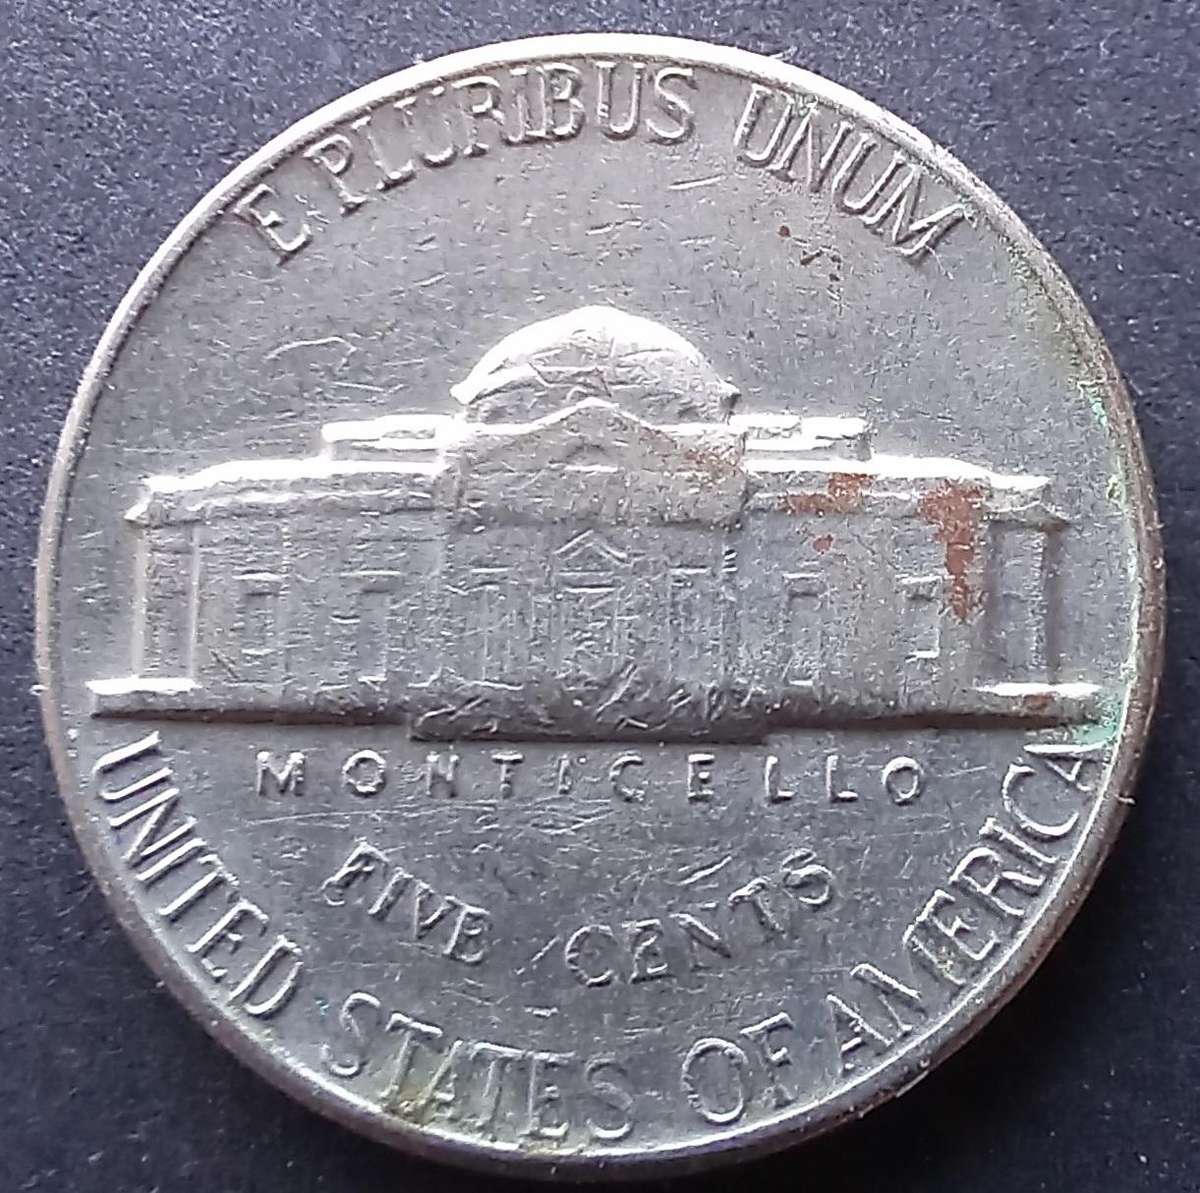 E PLURIBUS UNUM
MONTICELLO
FIVE CENTS
UNITED STATES OF AMERICA